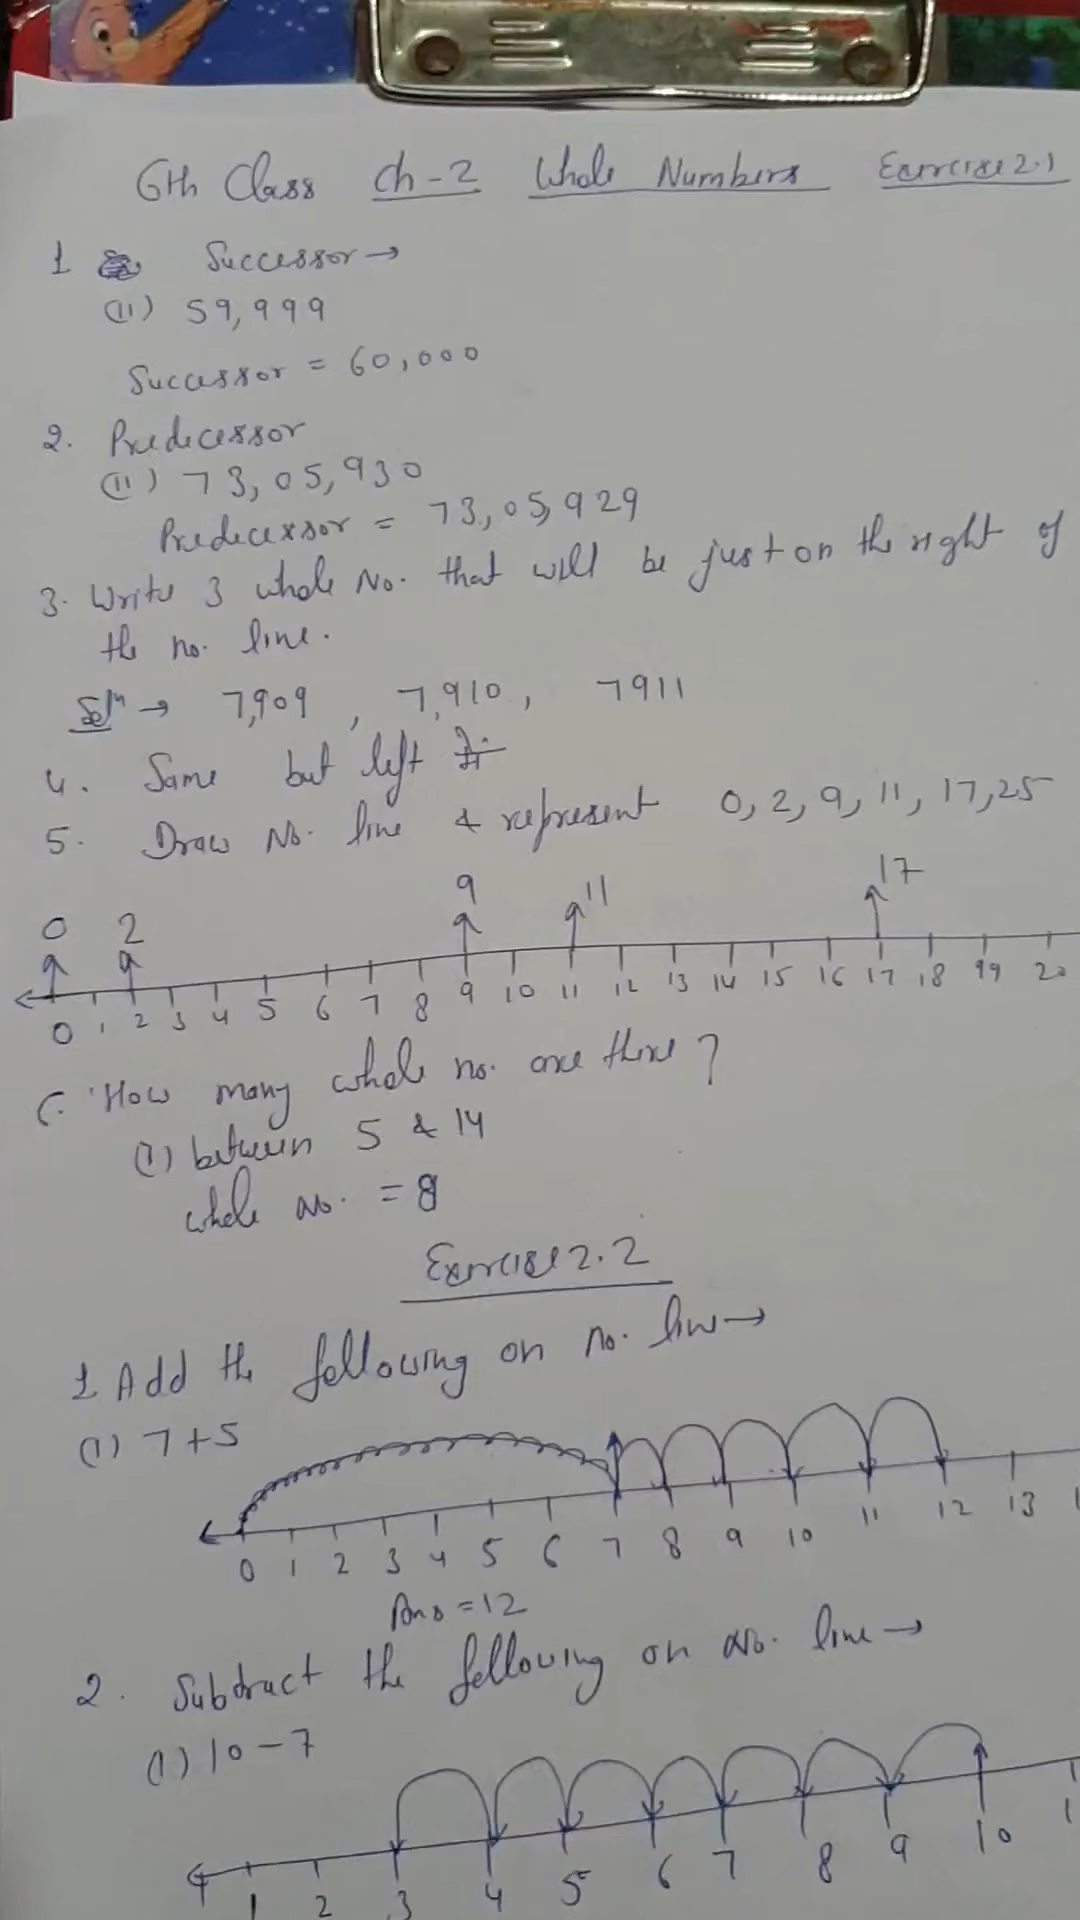 6th Class Ch-2 Whole Numbers Exercise 2.1
1 Successor →
(ii) 59,999
Successor = 60,000
2. Predecessor
(ii) 73,05,930
Predecessor = 73,05,929
3. Write 3 whole No. that will be just on the right of
the no. line.
Solⁿ → 7,909 , 7,910, 7911
4. Same but left
5. Draw No. line & represent 0, 2, 9, 11, 17, 25
0 2 9 11 17
0 1 2 3 4 5 6 7 8 9 10 11 12 13 14 15 16 17 18 19 20
6. How many whole no. are there?
(i) between 5 & 14
whole no. = 8
Exercise 2.2
1 Add the following on no. line →
(i) 7+5
0 1 2 3 4 5 6 7 8 9 10 11 12 13
Ans = 12
2. Subtract the following on no. line →
(i) 10-7
1 2 3 4 5 6 7 8 9 10